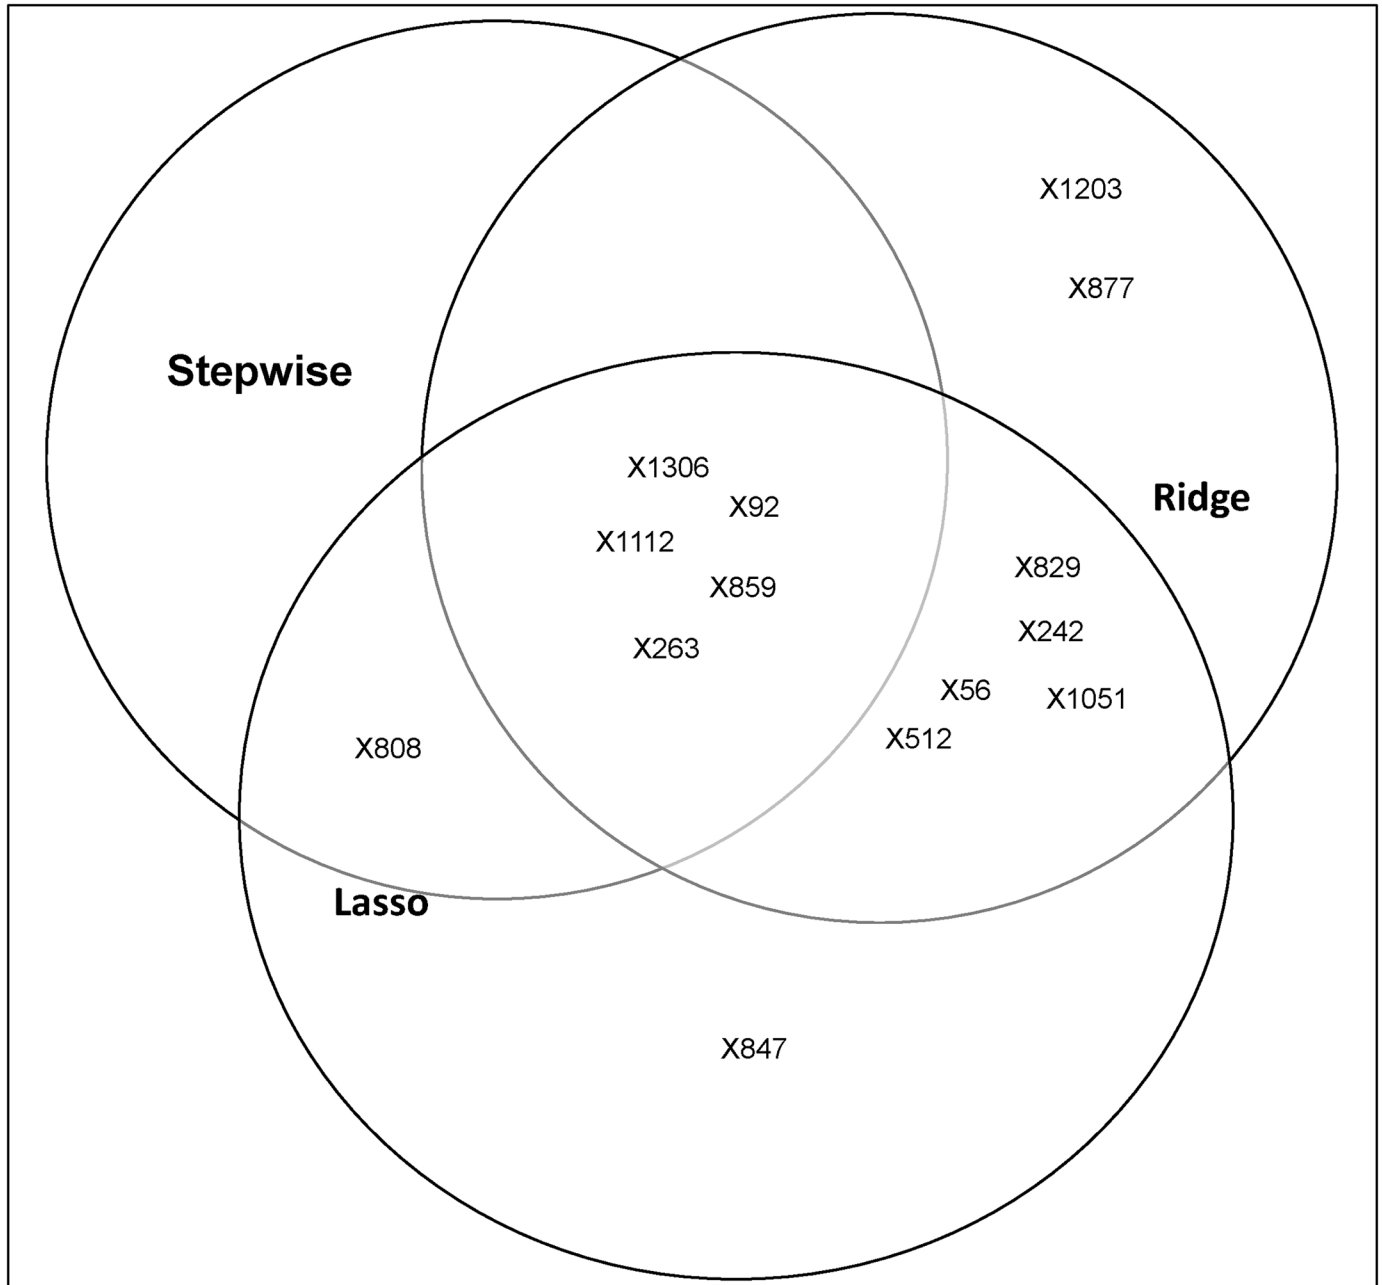 X1203
X877
Stepwise
X1306
Ridge
X92
X1112
X829
X859
X242
X263
X56
X1051
X512
X808
Lasso
X847